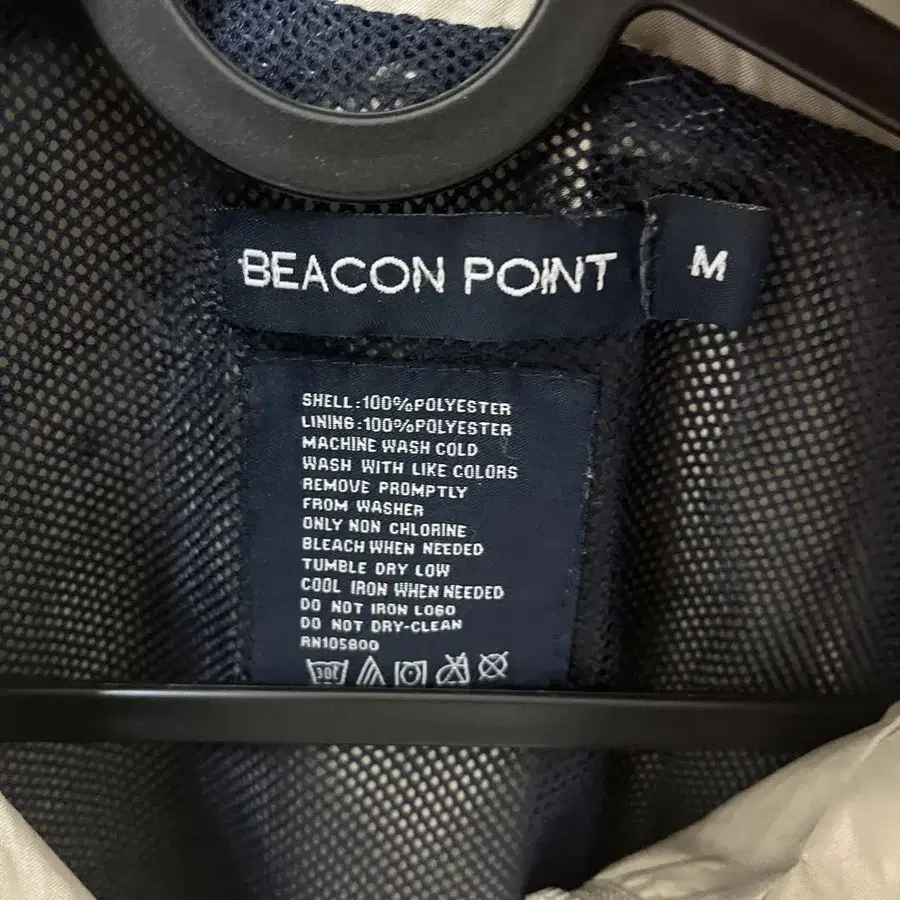 BEACON POINT
M
SHELL:100%POLYESTER
LINING:100%POLYESTER
MACHINE WASH COLD
WASH WITH LIKE COLORS
REMOVE PROMPTLY
FROM WASHER
ONLY NON CHLORINE
BLEACH WHEN NEEDED
TUMBLE DRY LOW
COOL IRON WHEN NEEDED
DO NOT IRON LOGO
DO NOT DRY-CLEAN
RN105800